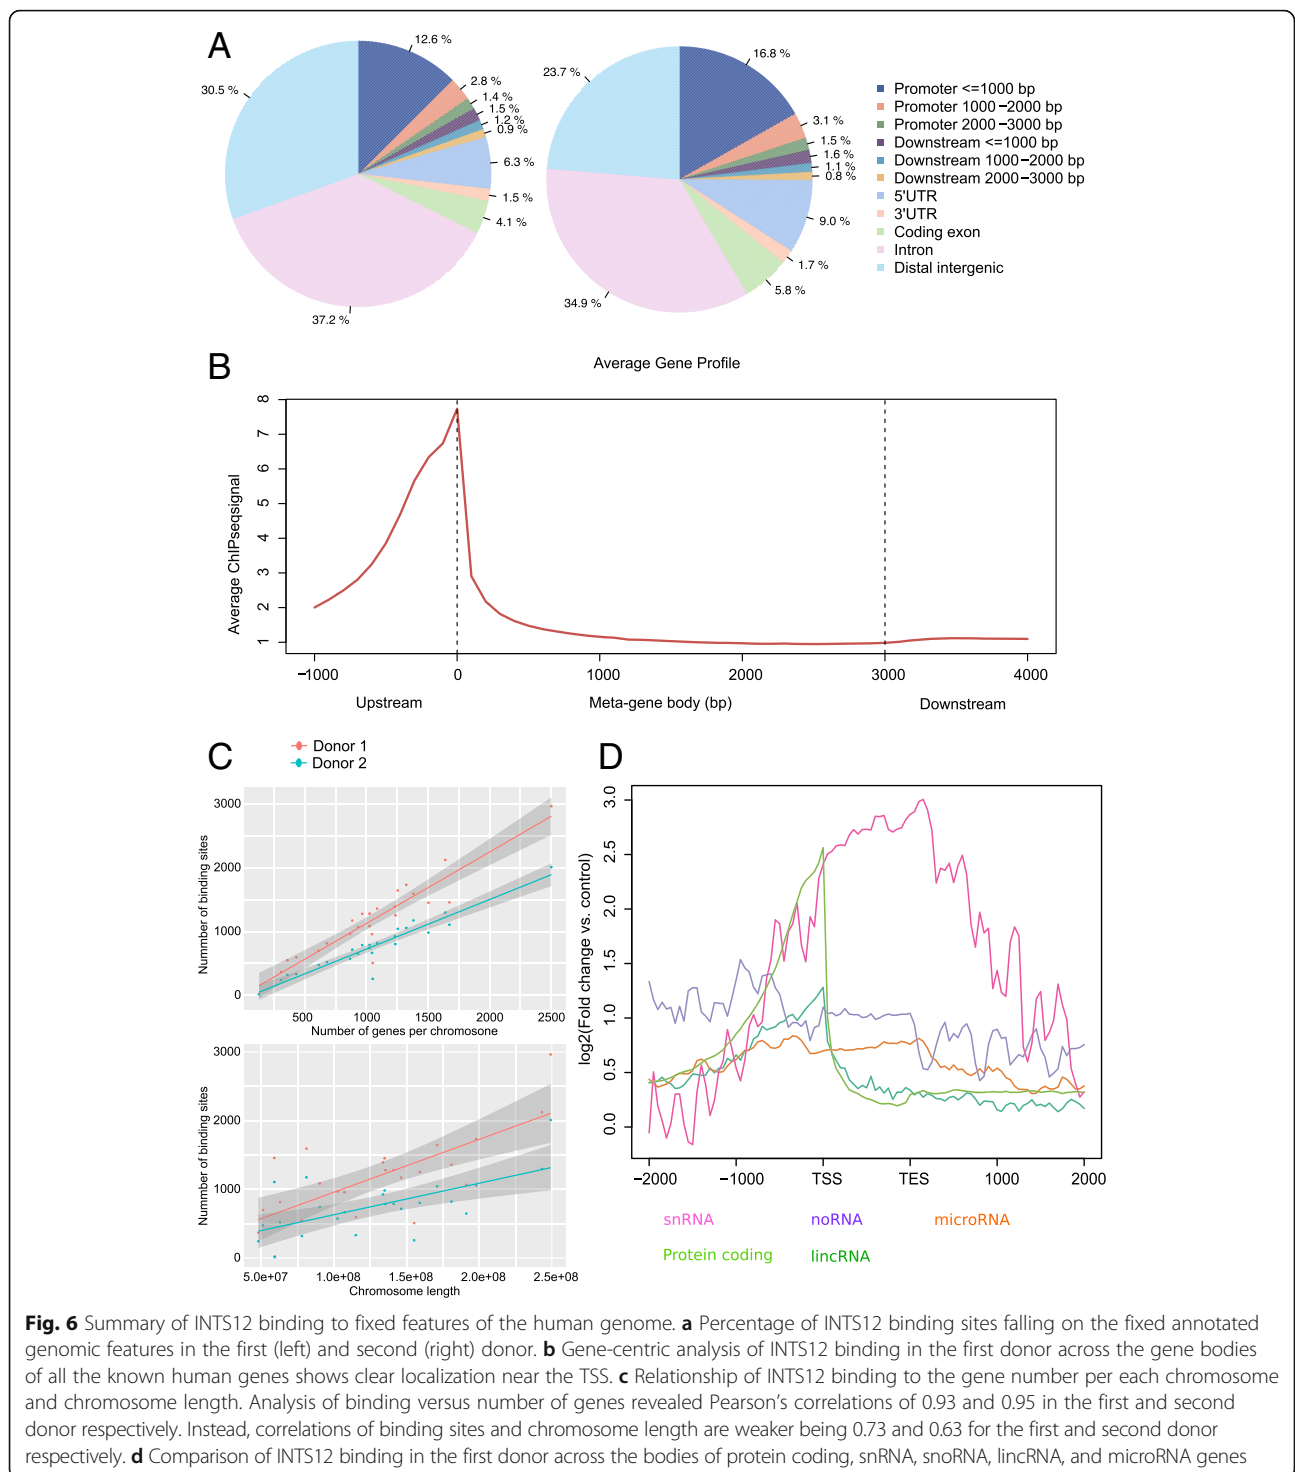 A
12.6 %
2.8 %
1.4 %
1.5 %
1.2 %
0.9 %
6.3 %
1.5 %
4.1 %
37.2 %
30.5 %
16.8 %
3.1 %
1.5 %
1.6 %
1.1 %
0.8 %
9.0 %
1.7 %
5.8 %
34.9 %
23.7 %
Promoter <=1000 bp
Promoter 1000−2000 bp
Promoter 2000−3000 bp
Downstream <=1000 bp
Downstream 1000−2000 bp
Downstream 2000−3000 bp
5'UTR
3'UTR
Coding exon
Intron
Distal intergenic
B
Average Gene Profile
Average ChIPseqsignal
8
7
6
5
4
3
2
1
−1000 0 1000 2000 3000 4000
Upstream Meta-gene body (bp) Downstream
C
Donor 1
Donor 2
Nummber of binding sites
3000
2000
1000
0
500 1000 1500 2000 2500
Number of genes per chromosome
Nummber of binding sites
3000
2000
1000
0
5.0e+07 1.0e+08 1.5e+08 2.0e+08 2.5e+08
Chromosome length
D
log2(Fold change vs. control)
3.0
2.5
2.0
1.5
1.0
0.5
0.0
−2000 −1000 TSS TES 1000 2000
snRNA noRNA microRNA
Protein coding lincRNA
Fig. 6 Summary of INTS12 binding to fixed features of the human genome. a Percentage of INTS12 binding sites falling on the fixed annotated
genomic features in the first (left) and second (right) donor. b Gene-centric analysis of INTS12 binding in the first donor across the gene bodies
of all the known human genes shows clear localization near the TSS. c Relationship of INTS12 binding to the gene number per each chromosome
and chromosome length. Analysis of binding versus number of genes revealed Pearson's correlations of 0.93 and 0.95 in the first and second
donor respectively. Instead, correlations of binding sites and chromosome length are weaker being 0.73 and 0.63 for the first and second donor
respectively. d Comparison of INTS12 binding in the first donor across the bodies of protein coding, snRNA, snoRNA, lincRNA, and microRNA genes